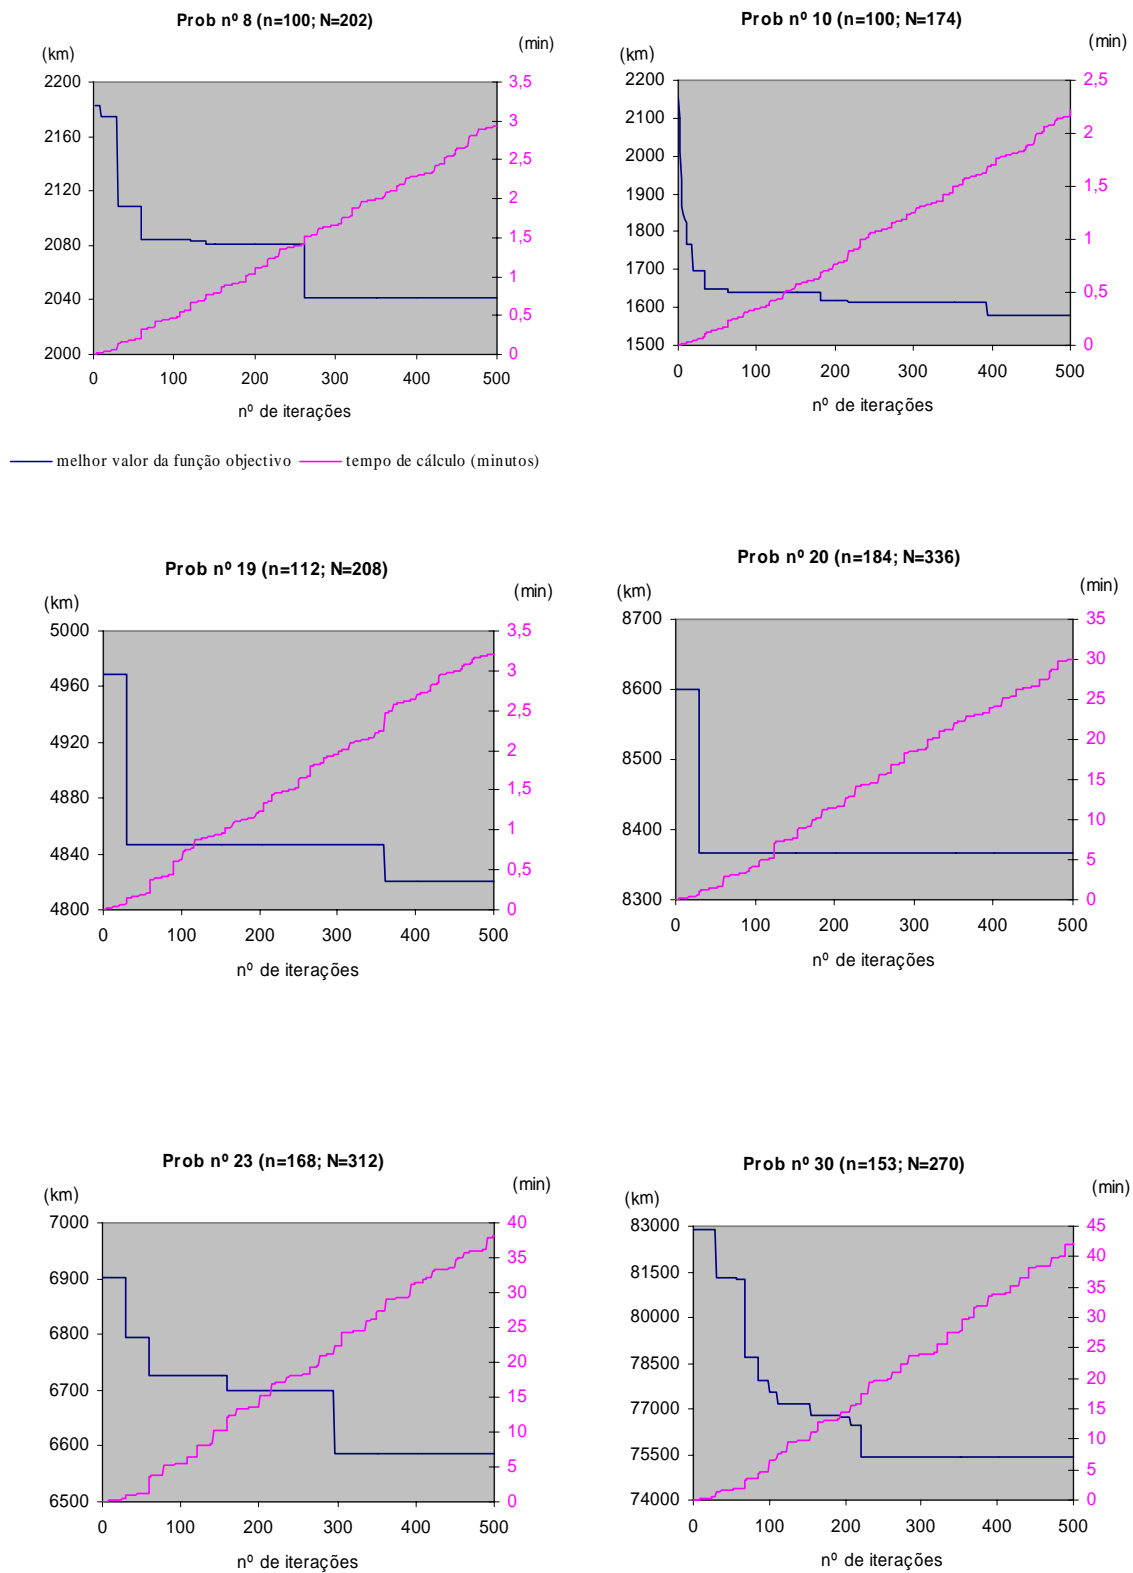 Prob nº 8 (n=100; N=202)
(km)
(min)
2200
2160
2120
2080
2040
2000
3,5
3
2,5
2
1,5
1
0,5
0
0 100 200 300 400 500
nº de iterações
Prob nº 10 (n=100; N=174)
(km)
(min)
2200
2100
2000
1900
1800
1700
1600
1500
2,5
2
1,5
1
0,5
0
0 100 200 300 400 500
nº de iterações
melhor valor da função objectivo tempo de cálculo (minutos)
Prob nº 19 (n=112; N=208)
(km)
(min)
5000
4960
4920
4880
4840
4800
3,5
3
2,5
2
1,5
1
0,5
0
0 100 200 300 400 500
nº de iterações
Prob nº 20 (n=184; N=336)
(km)
(min)
8700
8600
8500
8400
8300
35
30
25
20
15
10
5
0
0 100 200 300 400 500
nº de iterações
Prob nº 23 (n=168; N=312)
(km)
(min)
7000
6900
6800
6700
6600
6500
40
35
30
25
20
15
10
5
0
0 100 200 300 400 500
nº de iterações
Prob nº 30 (n=153; N=270)
(km)
(min)
83000
81500
80000
78500
77000
75500
74000
45
40
35
30
25
20
15
10
5
0
0 100 200 300 400 500
nº de iterações